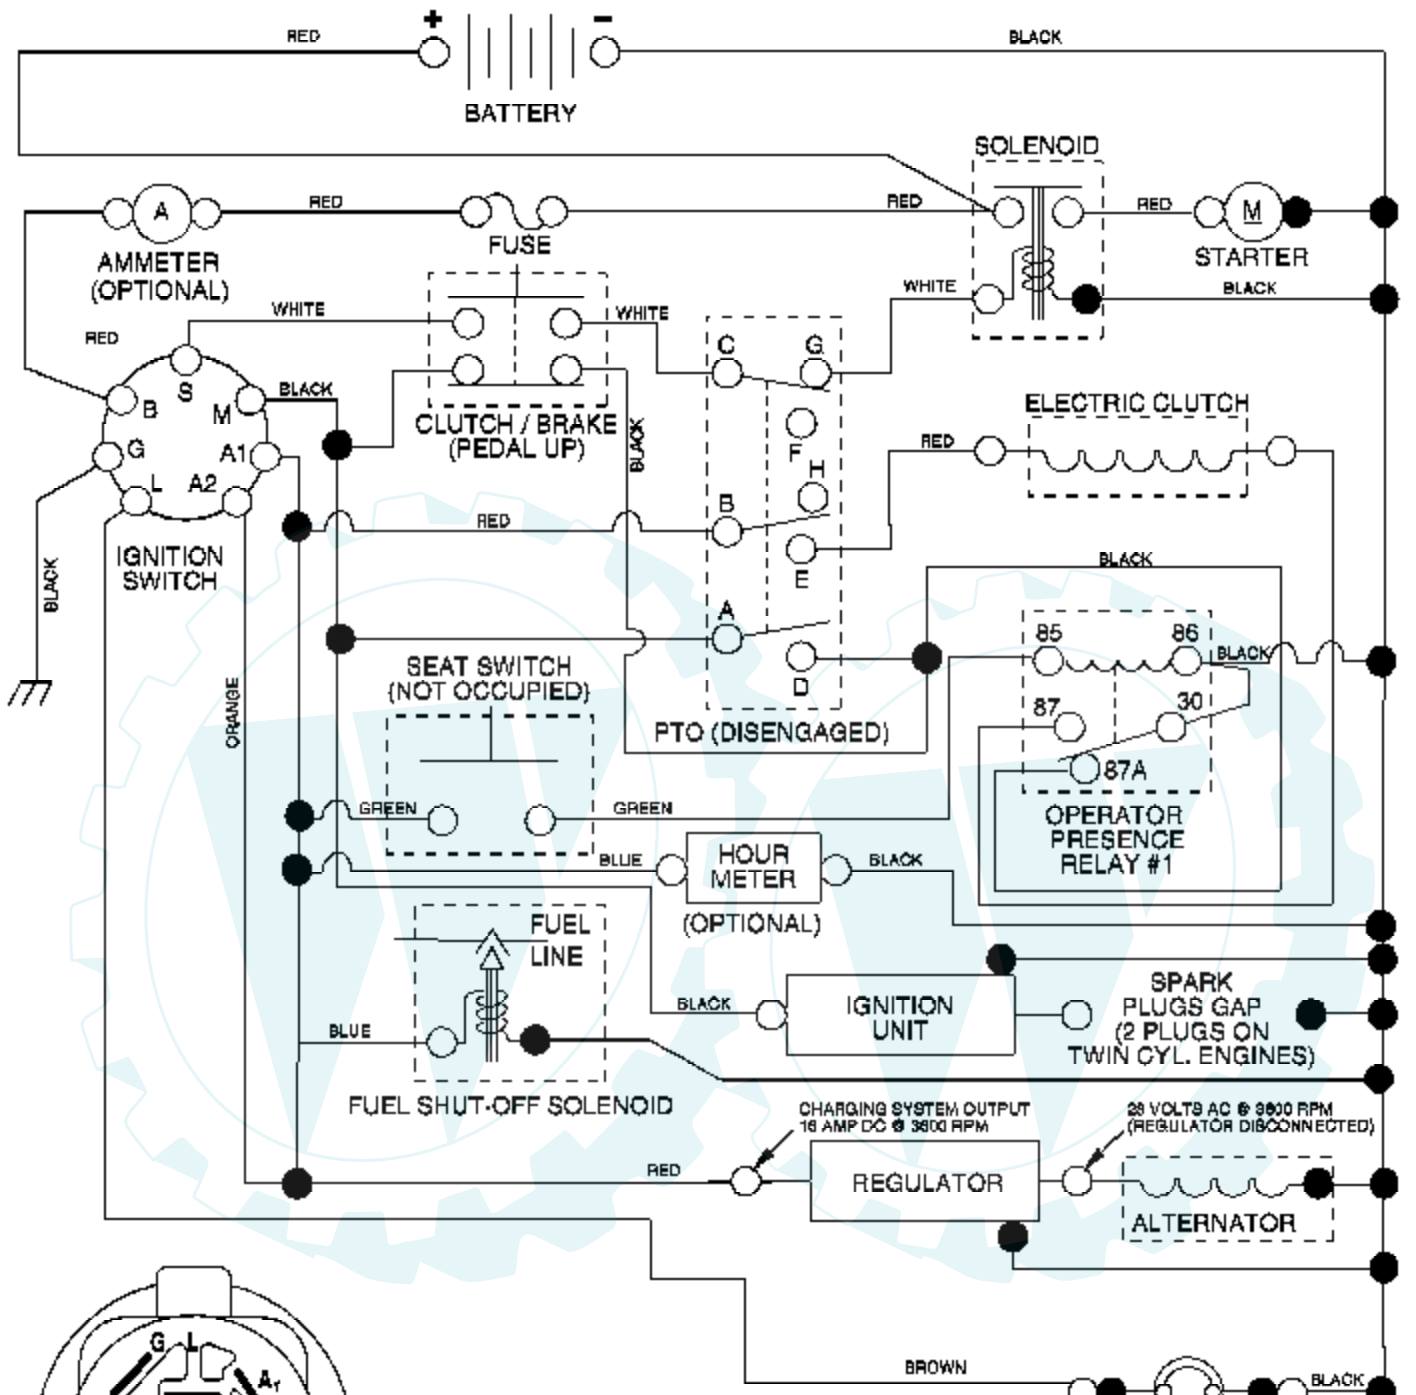 + −
RED
BLACK
BATTERY
SOLENOID
A
RED
RED
RED
M
FUSE
STARTER
AMMETER
(OPTIONAL)
WHITE
BLACK
WHITE
WHITE
RED
C G
S
B
M
BLACK
ELECTRIC CLUTCH
CLUTCH / BRAKE
(PEDAL UP)
BLACK
F
RED
G
A1
H
L
A2
B
RED
IGNITION
SWITCH
BLACK
E
BLACK
A
85 86
BLACK
SEAT SWITCH
(NOT OCCUPIED)
D
ORANGE
87 30
PTO (DISENGAGED)
87A
GREEN
GREEN
OPERATOR
PRESENCE
RELAY #1
BLUE
HOUR
METER
BLACK
(OPTIONAL)
FUEL
LINE
SPARK
PLUGS GAP
(2 PLUGS ON
TWIN CYL. ENGINES)
BLACK
IGNITION
UNIT
BLUE
FUEL SHUT-OFF SOLENOID
CHARGING SYSTEM OUTPUT
16 AMP DC @ 3600 RPM
28 VOLTS AC @ 3600 RPM
(REGULATOR DISCONNECTED)
RED
REGULATOR
ALTERNATOR
G L
A1
BROWN
BLACK